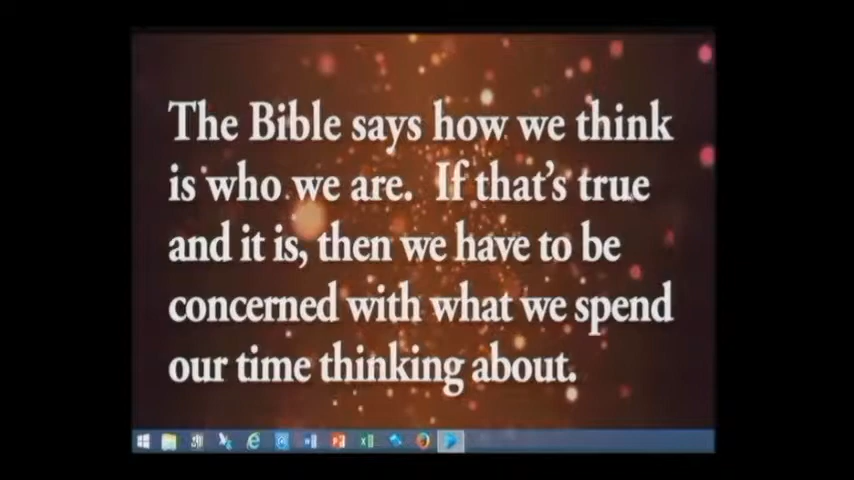 The Bible says how we think
is who we are. If that's true
and it is, then we have to be
concerned with what we spend
our time thinking about.